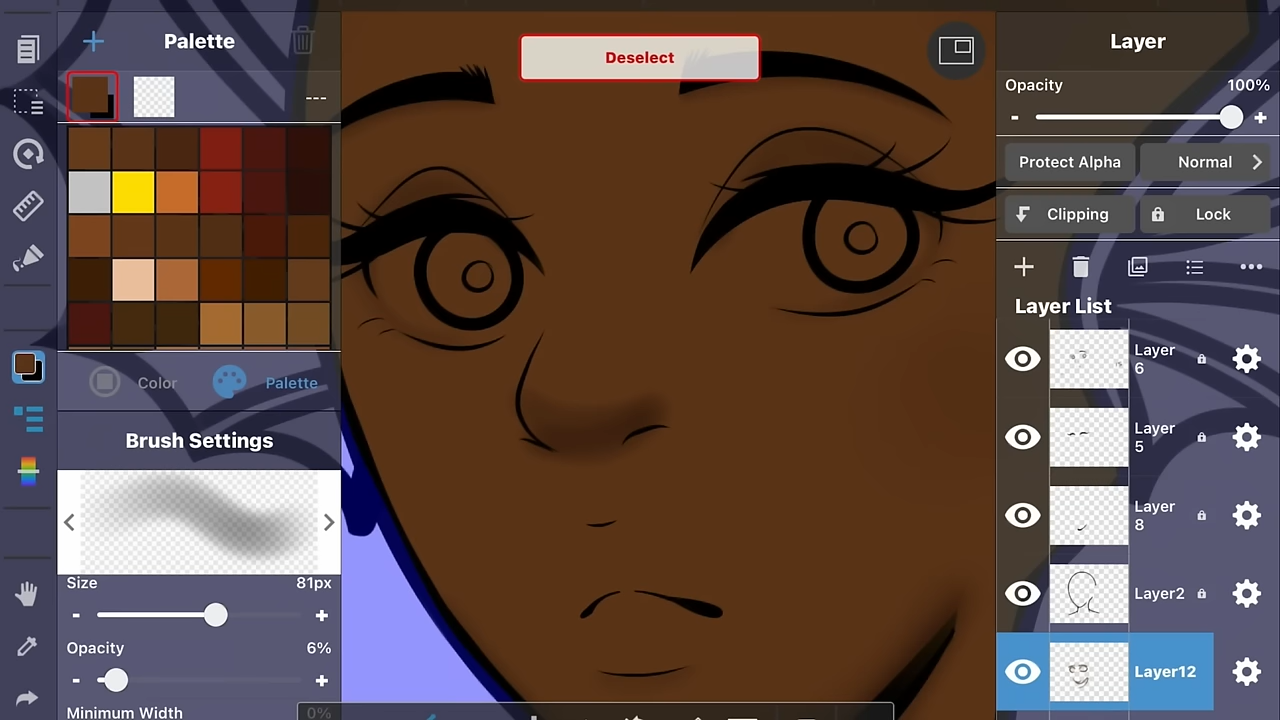 Palette
---
Color
Palette
Brush Settings
Size
81px
-
+
Opacity
6%
-
+
Minimum Width
0%
Deselect
Layer
Opacity
100%
-
+
Protect Alpha
Normal
Clipping
Lock
Layer List
Layer
6
Layer
5
Layer
8
Layer2
Layer12